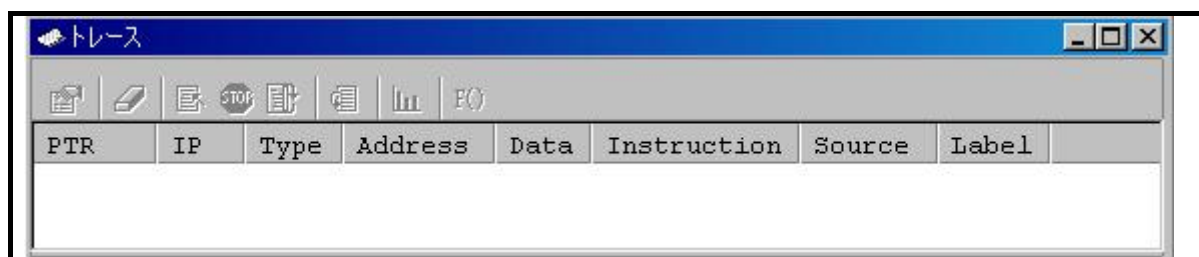 トレース
STOP F()
PTR IP Type Address Data Instruction Source Label